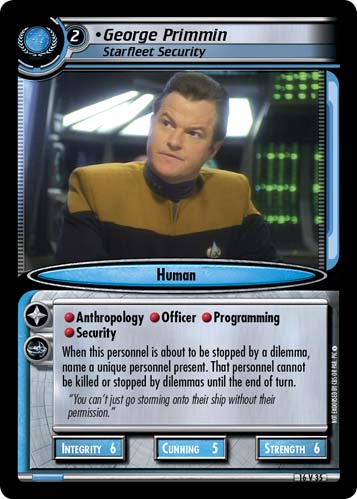 2 •George Primmin
Starfleet Security
Human
•Anthropology •Officer •Programming
•Security
When this personnel is about to be stopped by a dilemma,
name a unique personnel present. That personnel cannot
be killed or stopped by dilemmas until the end of turn.
"You can't just go storming onto their ship without their
permission."
INTEGRITY 6 CUNNING 5 STRENGTH 6
16 V 35